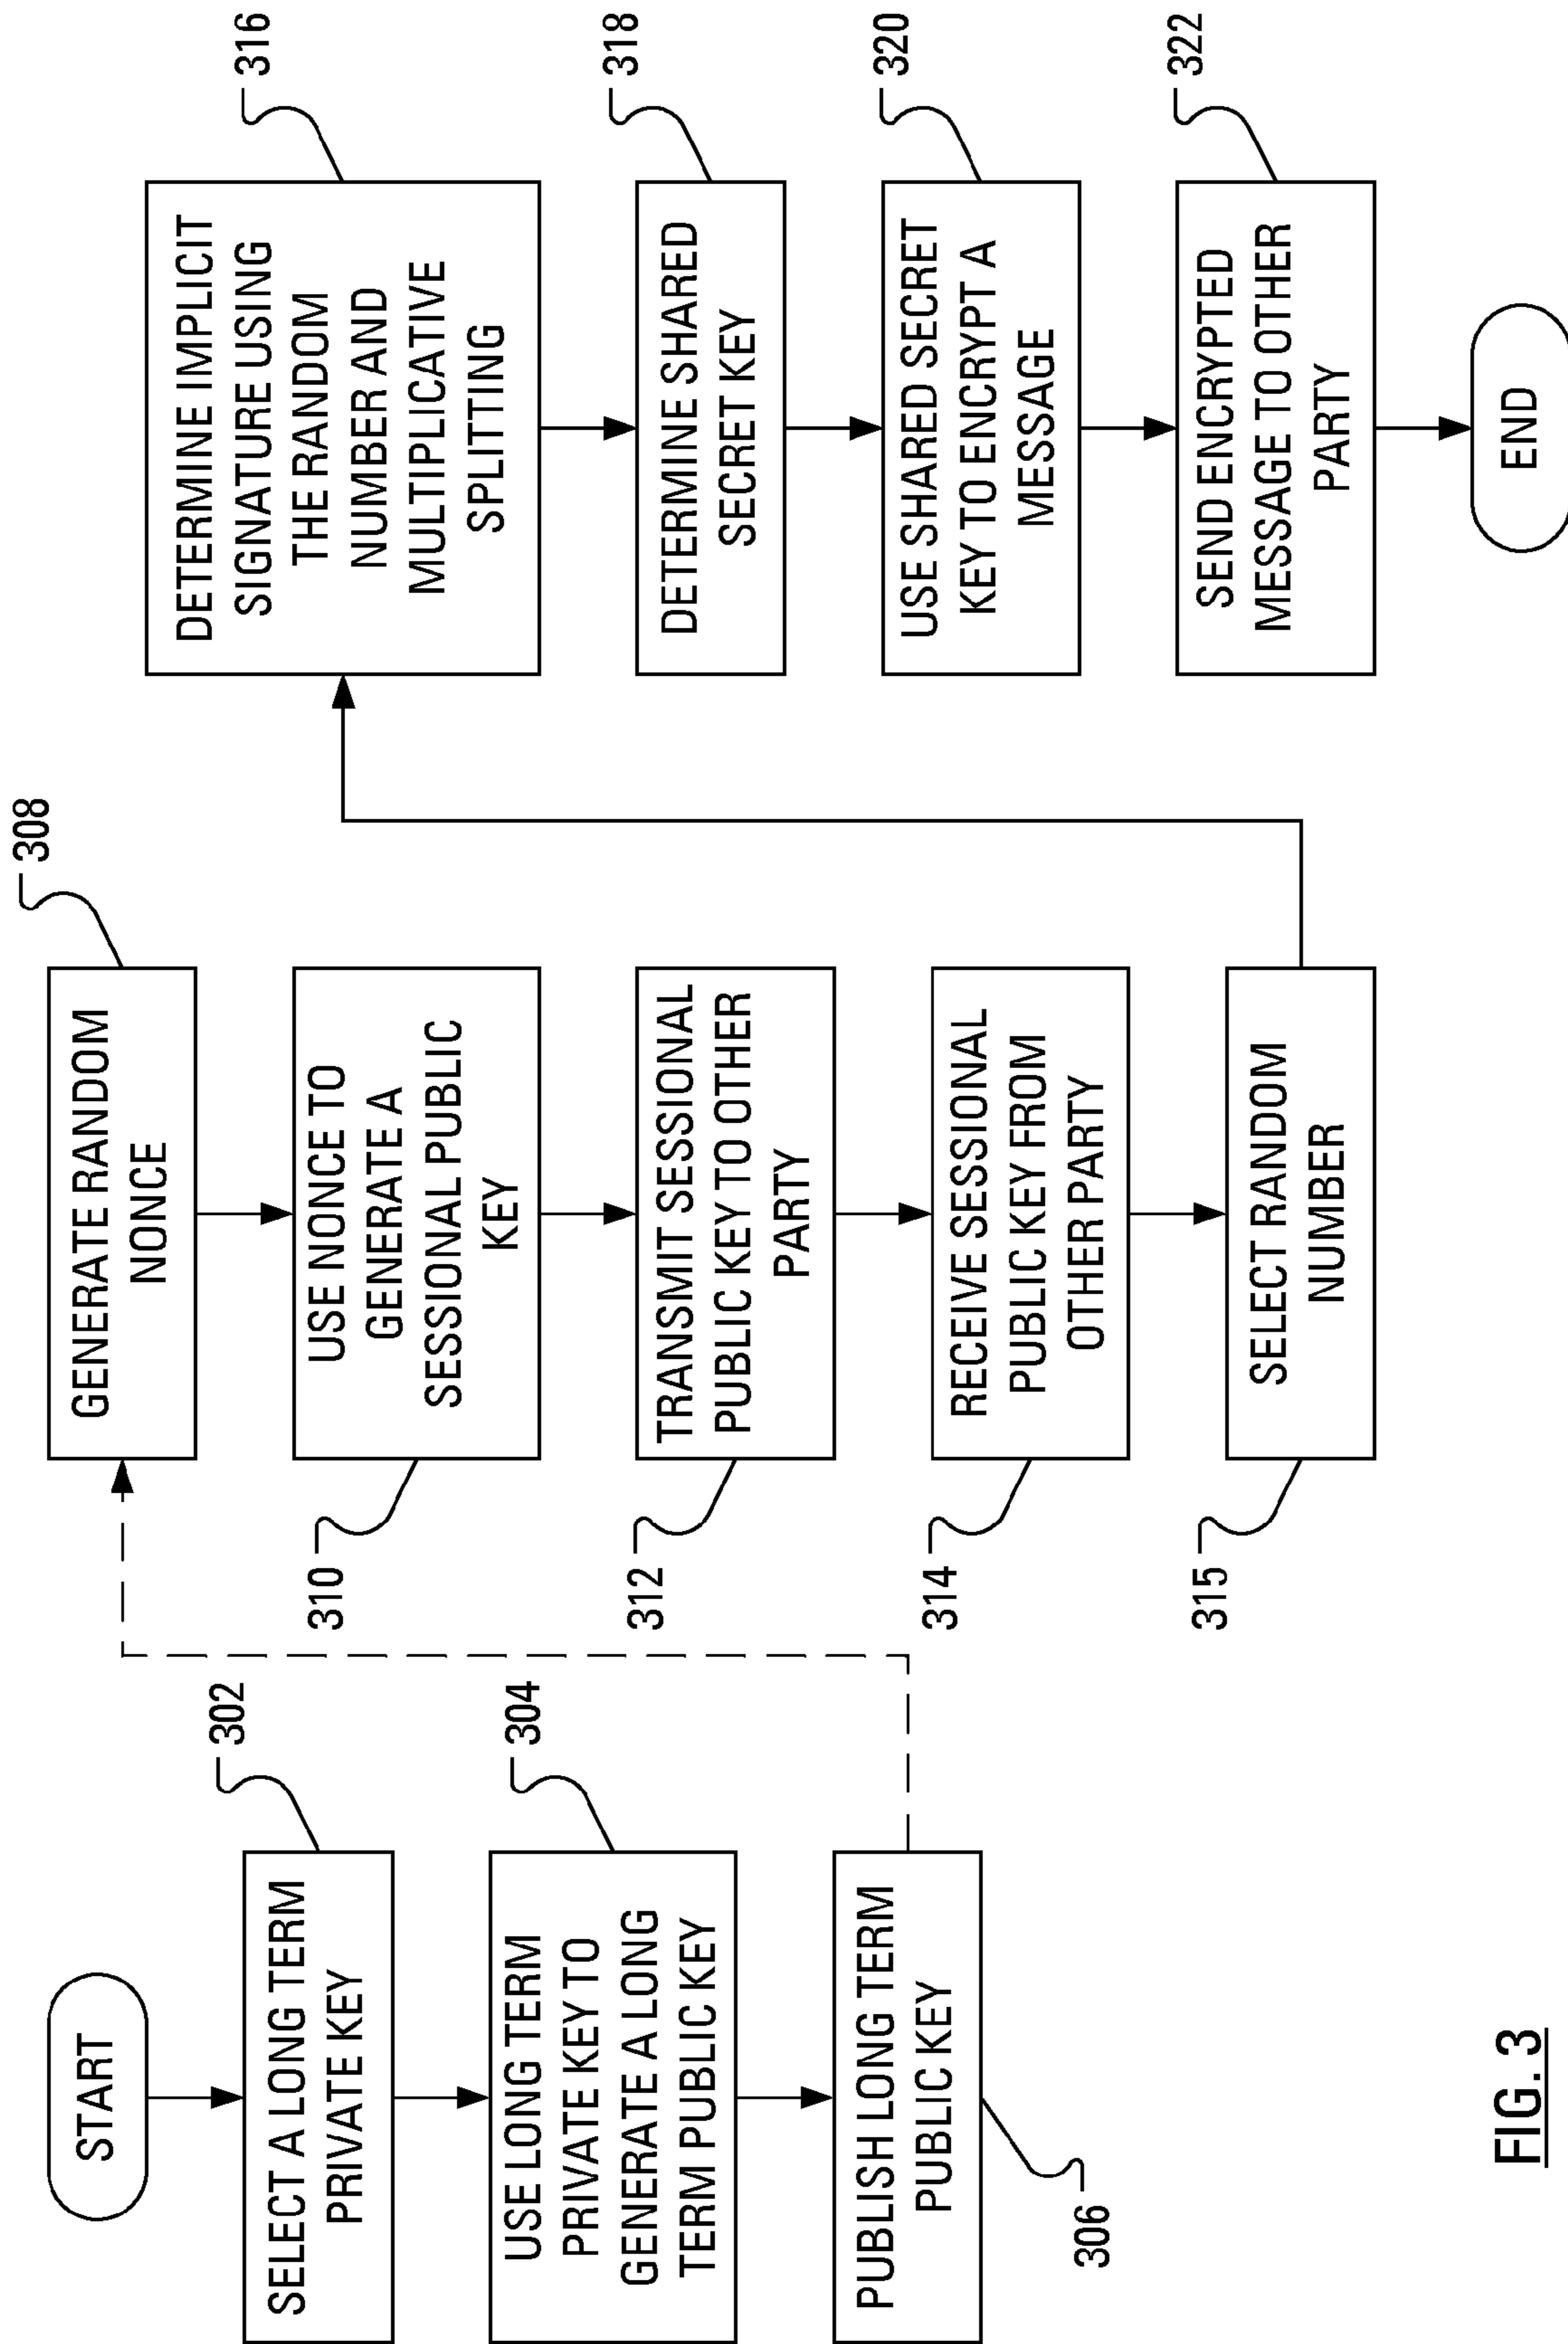 START
SELECT A LONG TERM
PRIVATE KEY
302
USE LONG TERM
PRIVATE KEY TO
GENERATE A LONG
TERM PUBLIC KEY
304
PUBLISH LONG TERM
PUBLIC KEY
306
GENERATE RANDOM
NONCE
308
USE NONCE TO
GENERATE A
SESSIONAL PUBLIC
KEY
310
TRANSMIT SESSIONAL
PUBLIC KEY TO OTHER
PARTY
312
RECEIVE SESSIONAL
PUBLIC KEY FROM
OTHER PARTY
314
SELECT RANDOM
NUMBER
315
DETERMINE IMPLICIT
SIGNATURE USING
THE RANDOM
NUMBER AND
MULTIPLICATIVE
SPLITTING
316
DETERMINE SHARED
SECRET KEY
318
USE SHARED SECRET
KEY TO ENCRYPT A
MESSAGE
320
SEND ENCRYPTED
MESSAGE TO OTHER
PARTY
322
END
FIG. 3